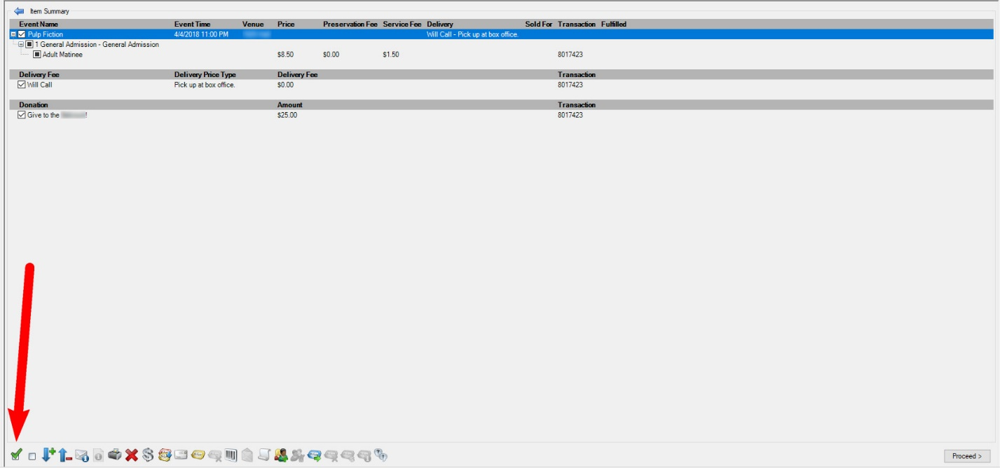 Item Summary
Event Name Event Time Venue Price Preservation Fee Service Fee Delivery Sold For Transaction Fulfilled
Pulp Fiction 4/4/2018 11:00 PM Will Call - Pick up at box office.
1 General Admission - General Admission
Adult Matinee $8.50 $0.00 $1.50 8017423
Delivery Fee Delivery Price Type Delivery Fee Transaction
Will Call Pick up at box office. $0.00 8017423
Donation Amount Transaction
Give to the ! $25.00 8017423
Proceed >